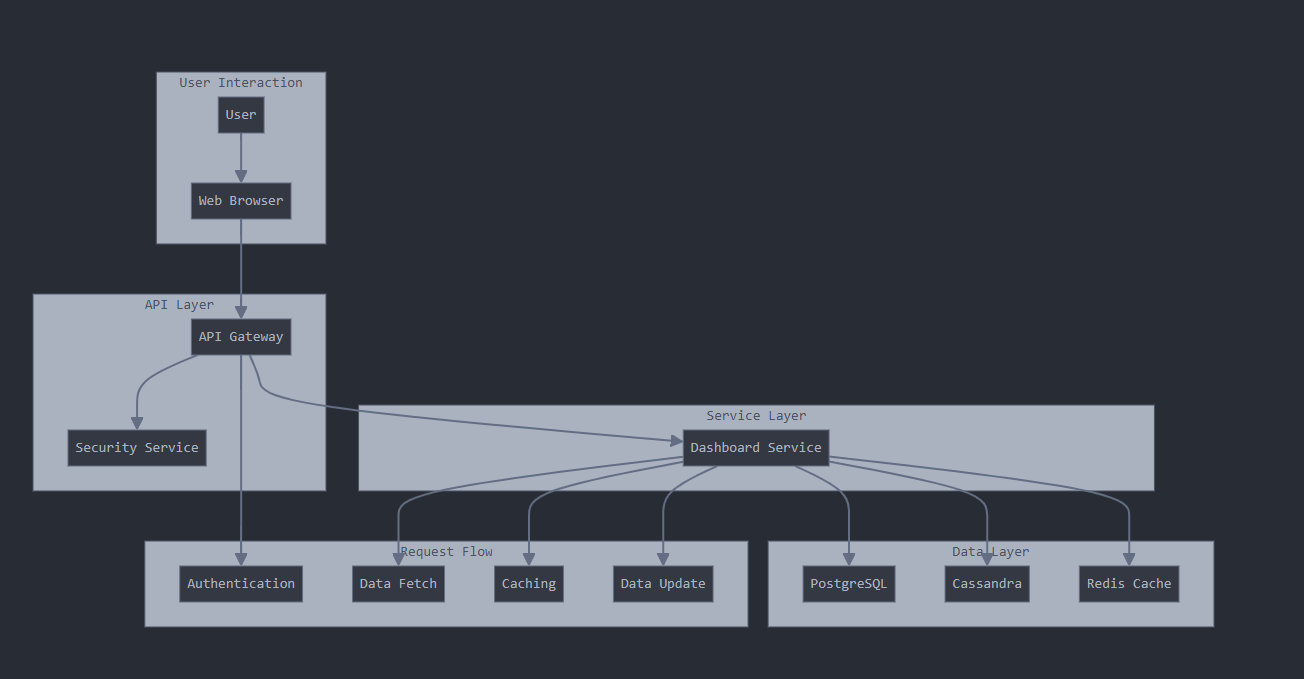 User Interaction
User
Web Browser
API Layer
API Gateway
Security Service
Service Layer
Dashboard Service
Request Flow
Authentication
Data Fetch
Caching
Data Update
Data Layer
PostgreSQL
Cassandra
Redis Cache